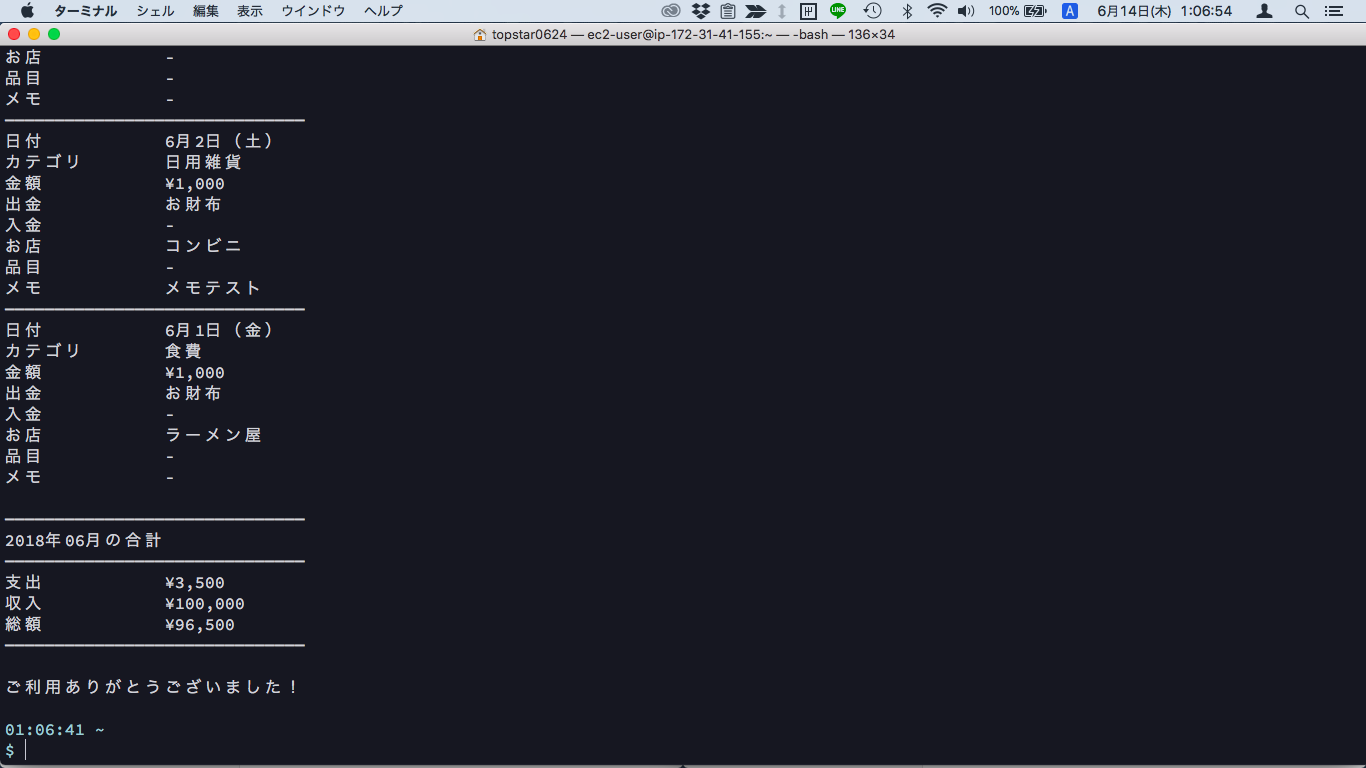 ターミナル シェル 編集 表示 ウインドウ ヘルプ LINE 100% A 6月14日(木) 1:06:54
topstar0624 — ec2-user@ip-172-31-41-155:~ — -bash — 136×34
お店 -
品目 -
メモ -
日付 6月2日（土）
カテゴリ 日用雑貨
金額 ¥1,000
出金 お財布
入金 -
お店 コンビニ
品目 -
メモ メモテスト
日付 6月1日（金）
カテゴリ 食費
金額 ¥1,000
出金 お財布
入金 -
お店 ラーメン屋
品目 -
メモ -
2018年06月の合計
支出 ¥3,500
収入 ¥100,000
総額 ¥96,500
ご利用ありがとうございました！
01:06:41 ~
$